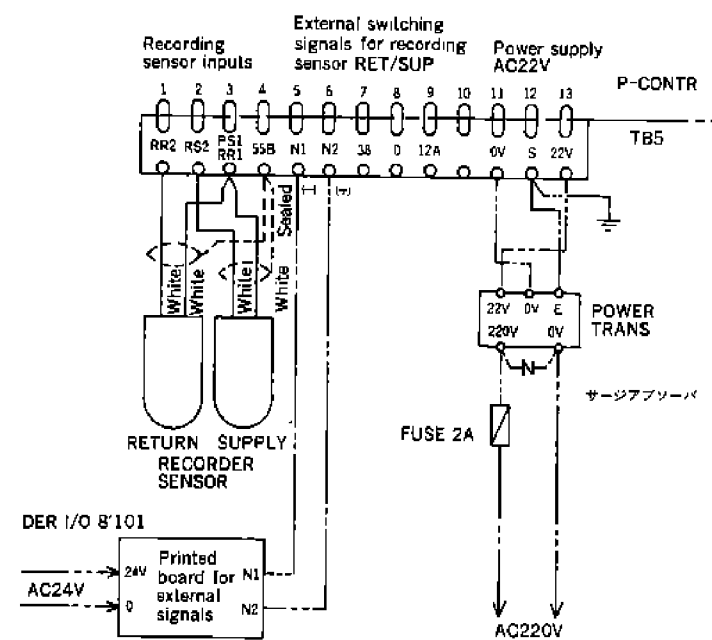 External switching
signals for recording
sensor RET/SUP
Recording
sensor inputs
Power supply
AC22V
P-CONTR
1 2 3 4 5 6 7 8 9 10 11 12 13
TB5
RR2 RS2 PS1 55B N1 N2 38 D 12A 0V S 22V
RR1
(-) (+)
Sealed
White
White
White
White
22V 0V E
220V 0V
POWER
TRANS
N
サージアブソーバ
FUSE 2A
RETURN SUPPLY
RECORDER
SENSOR
DER I/O 8'101
Printed
24V board for N1
external
0 signals N2
AC24V
AC220V